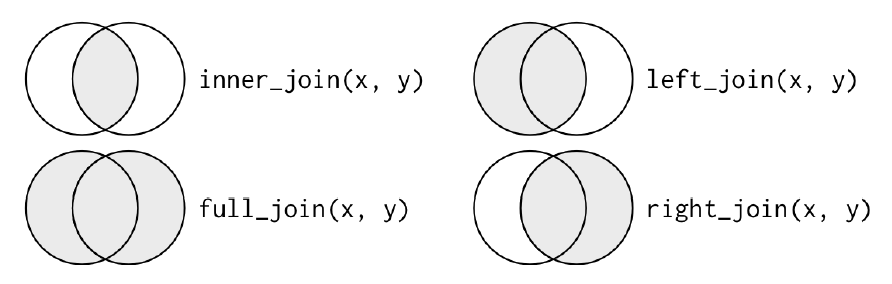 inner_join(x, y)
left_join(x, y)
full_join(x, y)
right_join(x, y)